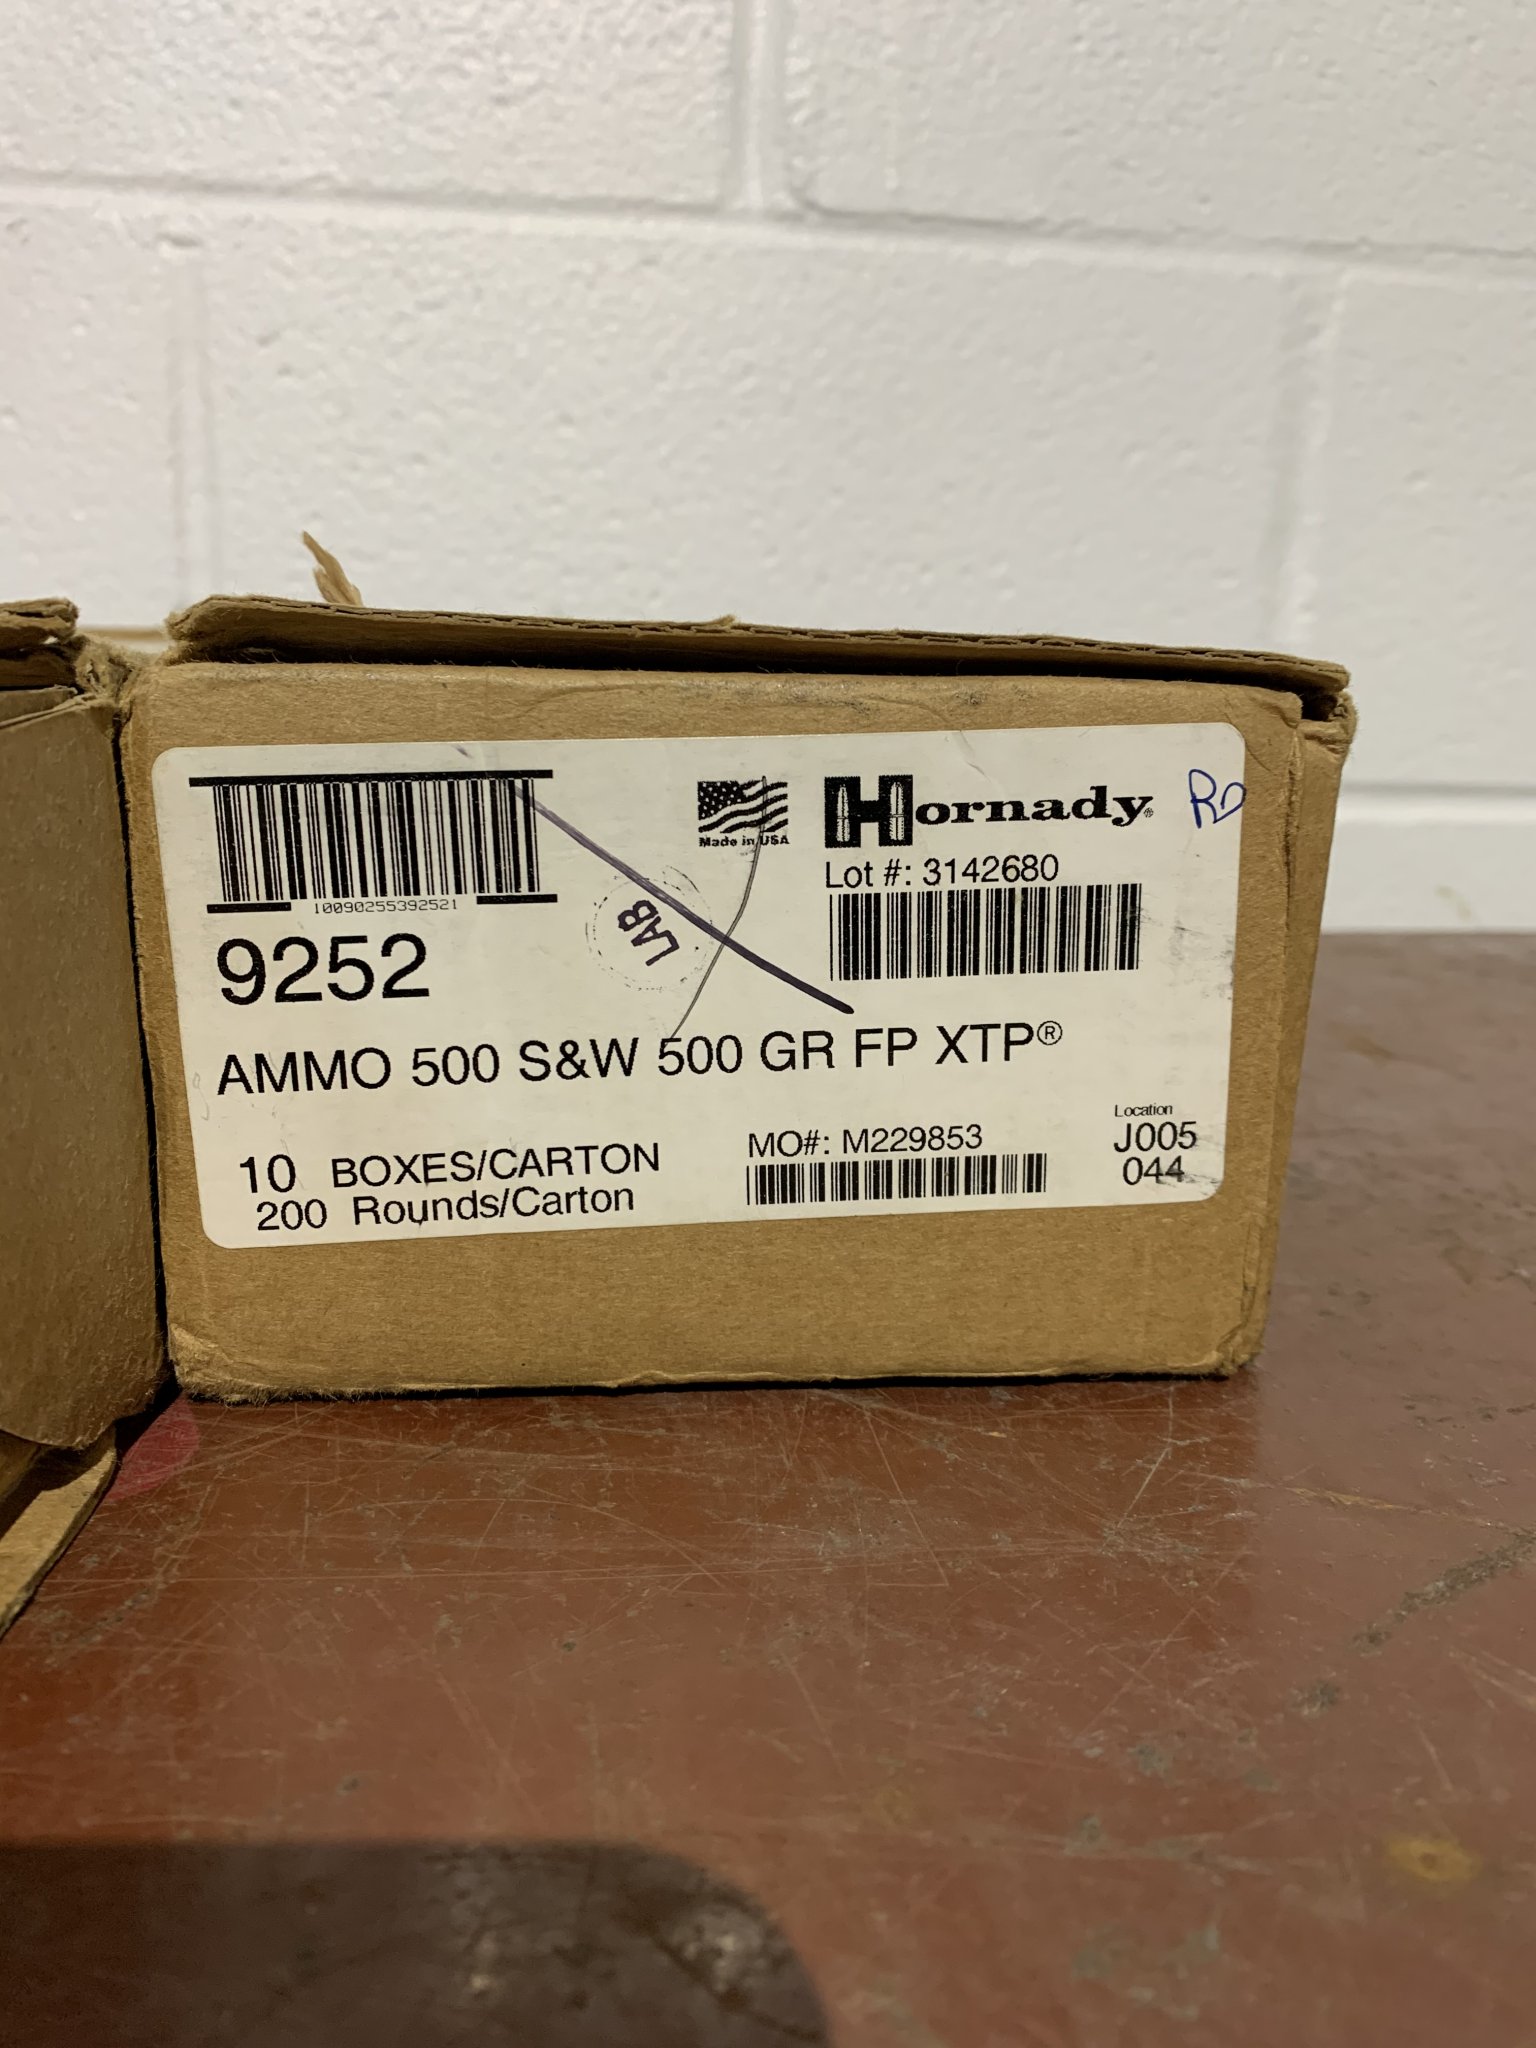 10090255392521
Made in USA
Hornady®
Lot #: 3142680
LAB
9252
AMMO 500 S&W 500 GR FP XTP®
10 BOXES/CARTON
200 Rounds/Carton
MO#: M229853
Location
J005
044